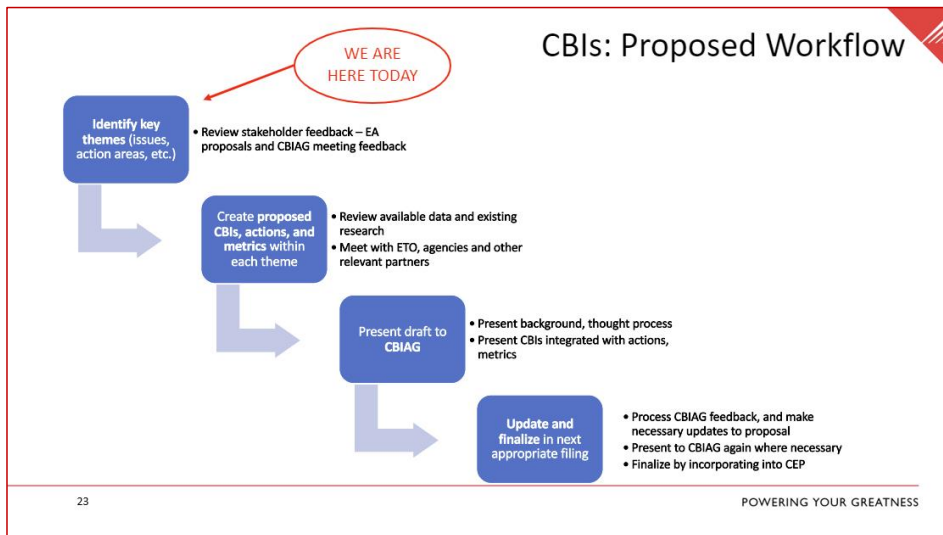 CBIs: Proposed Workflow
WE ARE
HERE TODAY
Identify key
themes (issues,
action areas, etc.)
• Review stakeholder feedback – EA
proposals and CBIAG meeting feedback
Create proposed
CBIs, actions, and
metrics within
each theme
• Review available data and existing
research
• Meet with ETO, agencies and other
relevant partners
Present draft to
CBIAG
• Present background, thought process
• Present CBIs integrated with actions,
metrics
Update and
finalize in next
appropriate filing
• Process CBIAG feedback, and make
necessary updates to proposal
• Present to CBIAG again where necessary
• Finalize by incorporating into CEP
23
POWERING YOUR GREATNESS